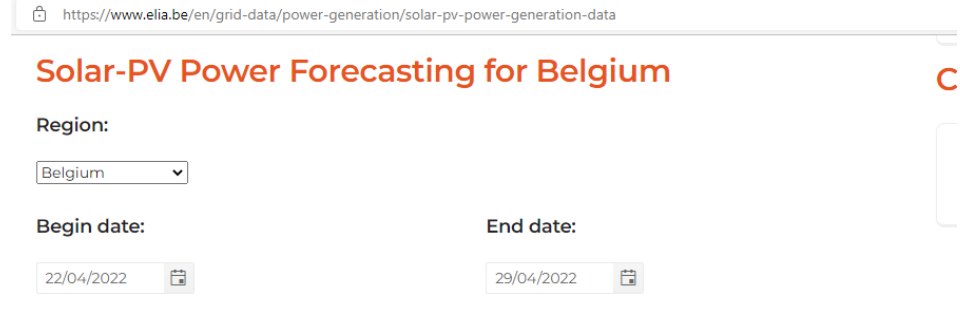 https://www.elia.be/en/grid-data/power-generation/solar-pv-power-generation-data
Solar-PV Power Forecasting for Belgium
C
Region:
Belgium
Begin date:
End date:
22/04/2022
29/04/2022